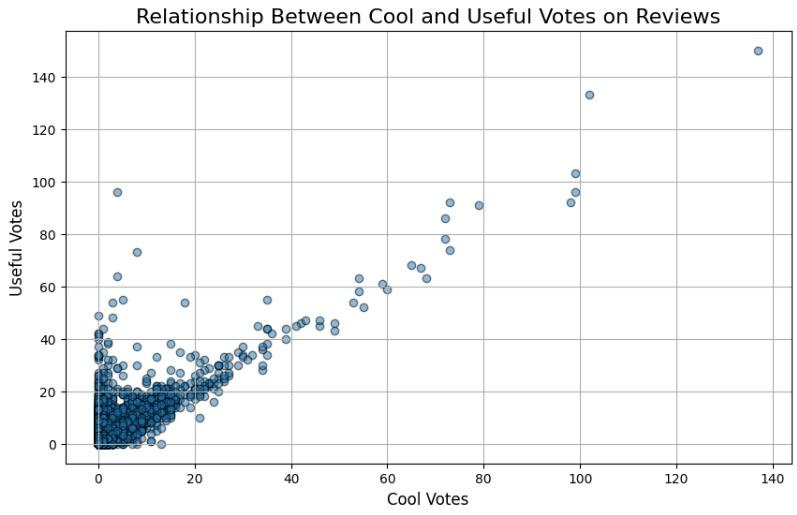 Relationship Between Cool and Useful Votes on Reviews
140
120
100
80
60
40
20
0
Useful Votes
0 20 40 60 80 100 120 140
Cool Votes